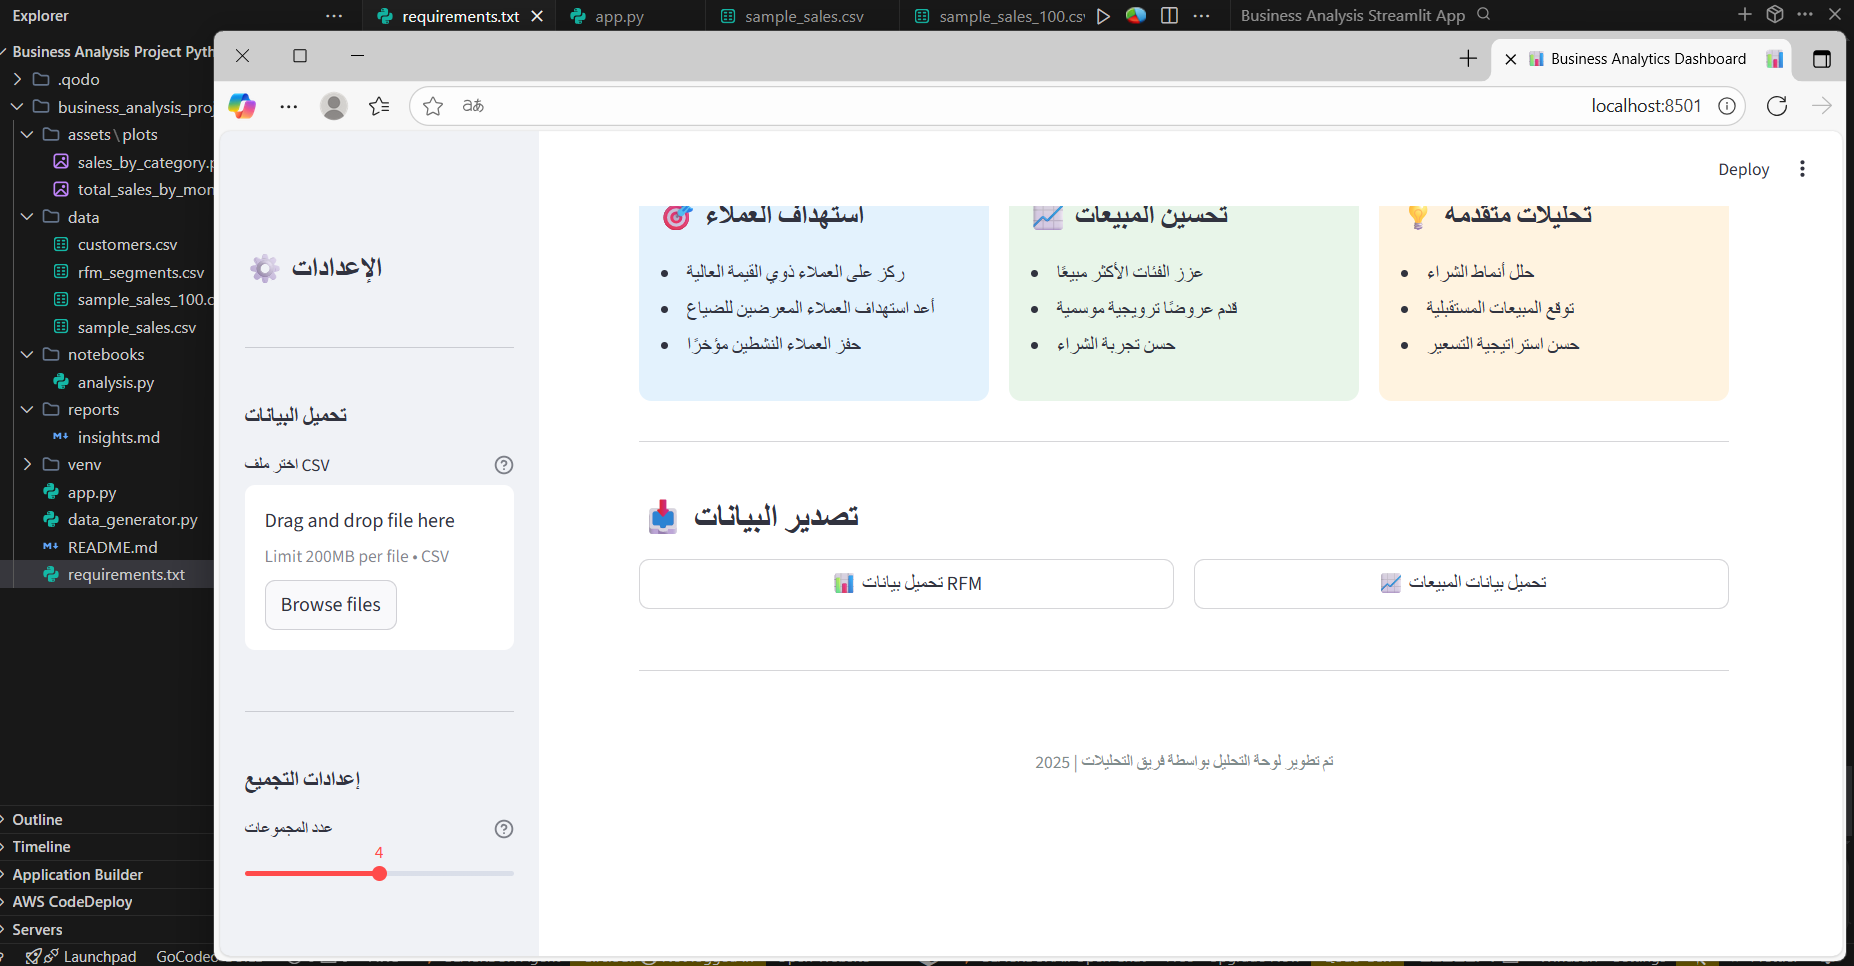 Explorer
requirements.txt
app.py
sample_sales.csv
sample_sales_100.cs
Business Analysis Streamlit App
Business Analysis Project Pyth
.qodo
business_analysis_proj
assets\plots
sales_by_category.p
total_sales_by_mon
data
customers.csv
rfm_segments.csv
sample_sales_100.c
sample_sales.csv
notebooks
analysis.py
reports
insights.md
venv
app.py
data_generator.py
README.md
requirements.txt
Outline
Timeline
Application Builder
AWS CodeDeploy
Servers
Launchpad
Business Analytics Dashboard
localhost:8501
Deploy
الإعدادات
تحميل البيانات
اختر ملف CSV
Drag and drop file here
Limit 200MB per file • CSV
Browse files
إعدادات التجميع
عدد المجموعات
4
استهداف العملاء
ركز على العملاء ذوي القيمة العالية
أعد استهداف العملاء المعرضين للضياع
حفز العملاء النشطين مؤخرًا
تحسين المبيعات
عزز الفئات الأكثر مبيعًا
قدم عروضًا ترويجية موسمية
حسن تجربة الشراء
تحليلات متقدمة
حلل أنماط الشراء
توقع المبيعات المستقبلية
حسن استراتيجية التسعير
تصدير البيانات
تحميل بيانات RFM
تحميل بيانات المبيعات
تم تطوير لوحة التحليل بواسطة فريق التحليلات | 2025